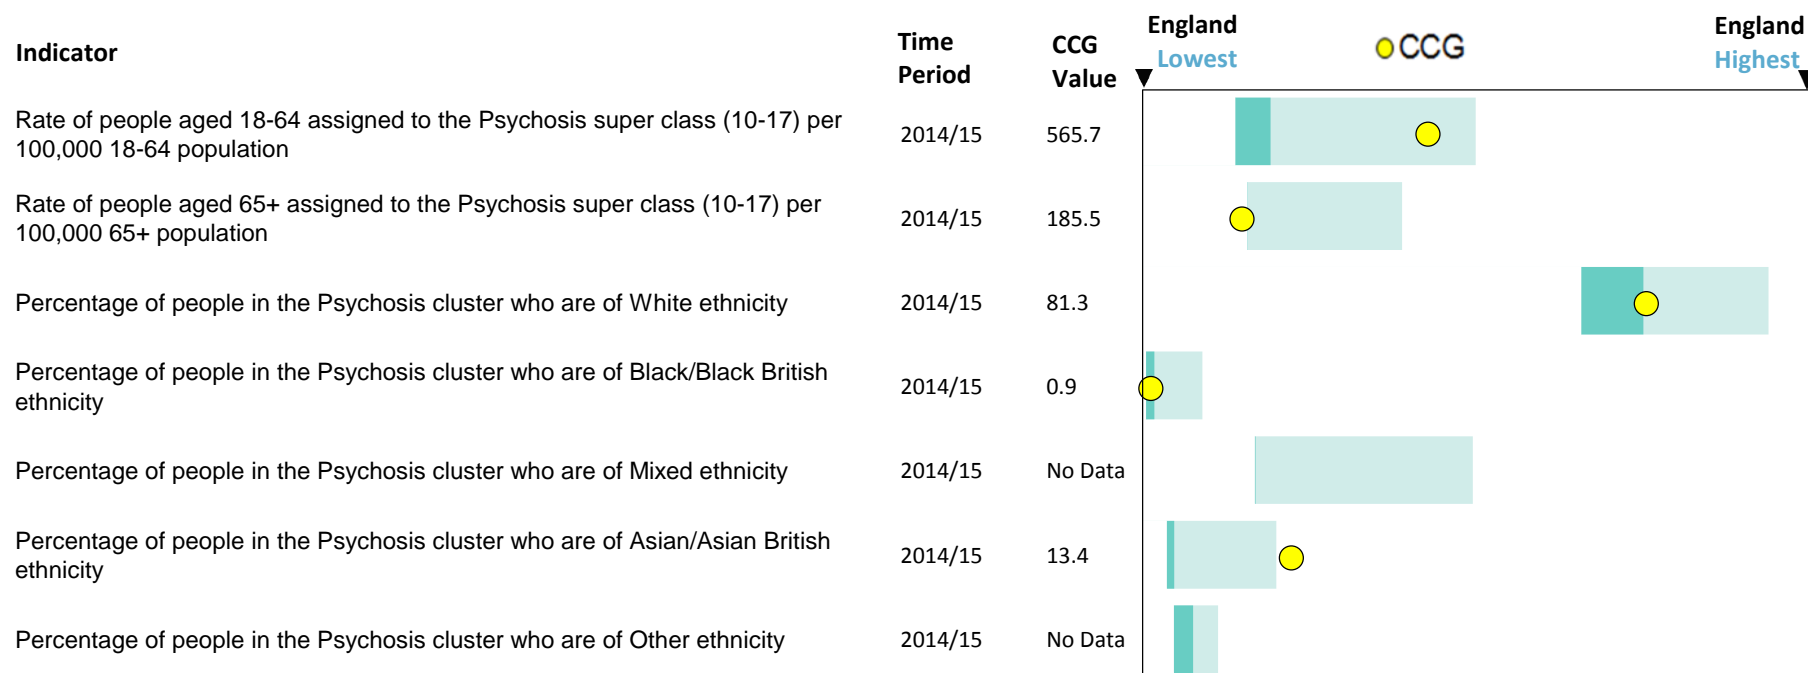 Indicator
Time Period
CCG Value
England Lowest
CCG
England Highest
Rate of people aged 18-64 assigned to the Psychosis super class (10-17) per
100,000 18-64 population
2014/15
565.7
Rate of people aged 65+ assigned to the Psychosis super class (10-17) per
100,000 65+ population
2014/15
185.5
Percentage of people in the Psychosis cluster who are of White ethnicity
2014/15
81.3
Percentage of people in the Psychosis cluster who are of Black/Black British
ethnicity
2014/15
0.9
Percentage of people in the Psychosis cluster who are of Mixed ethnicity
2014/15
No Data
Percentage of people in the Psychosis cluster who are of Asian/Asian British
ethnicity
2014/15
13.4
Percentage of people in the Psychosis cluster who are of Other ethnicity
2014/15
No Data